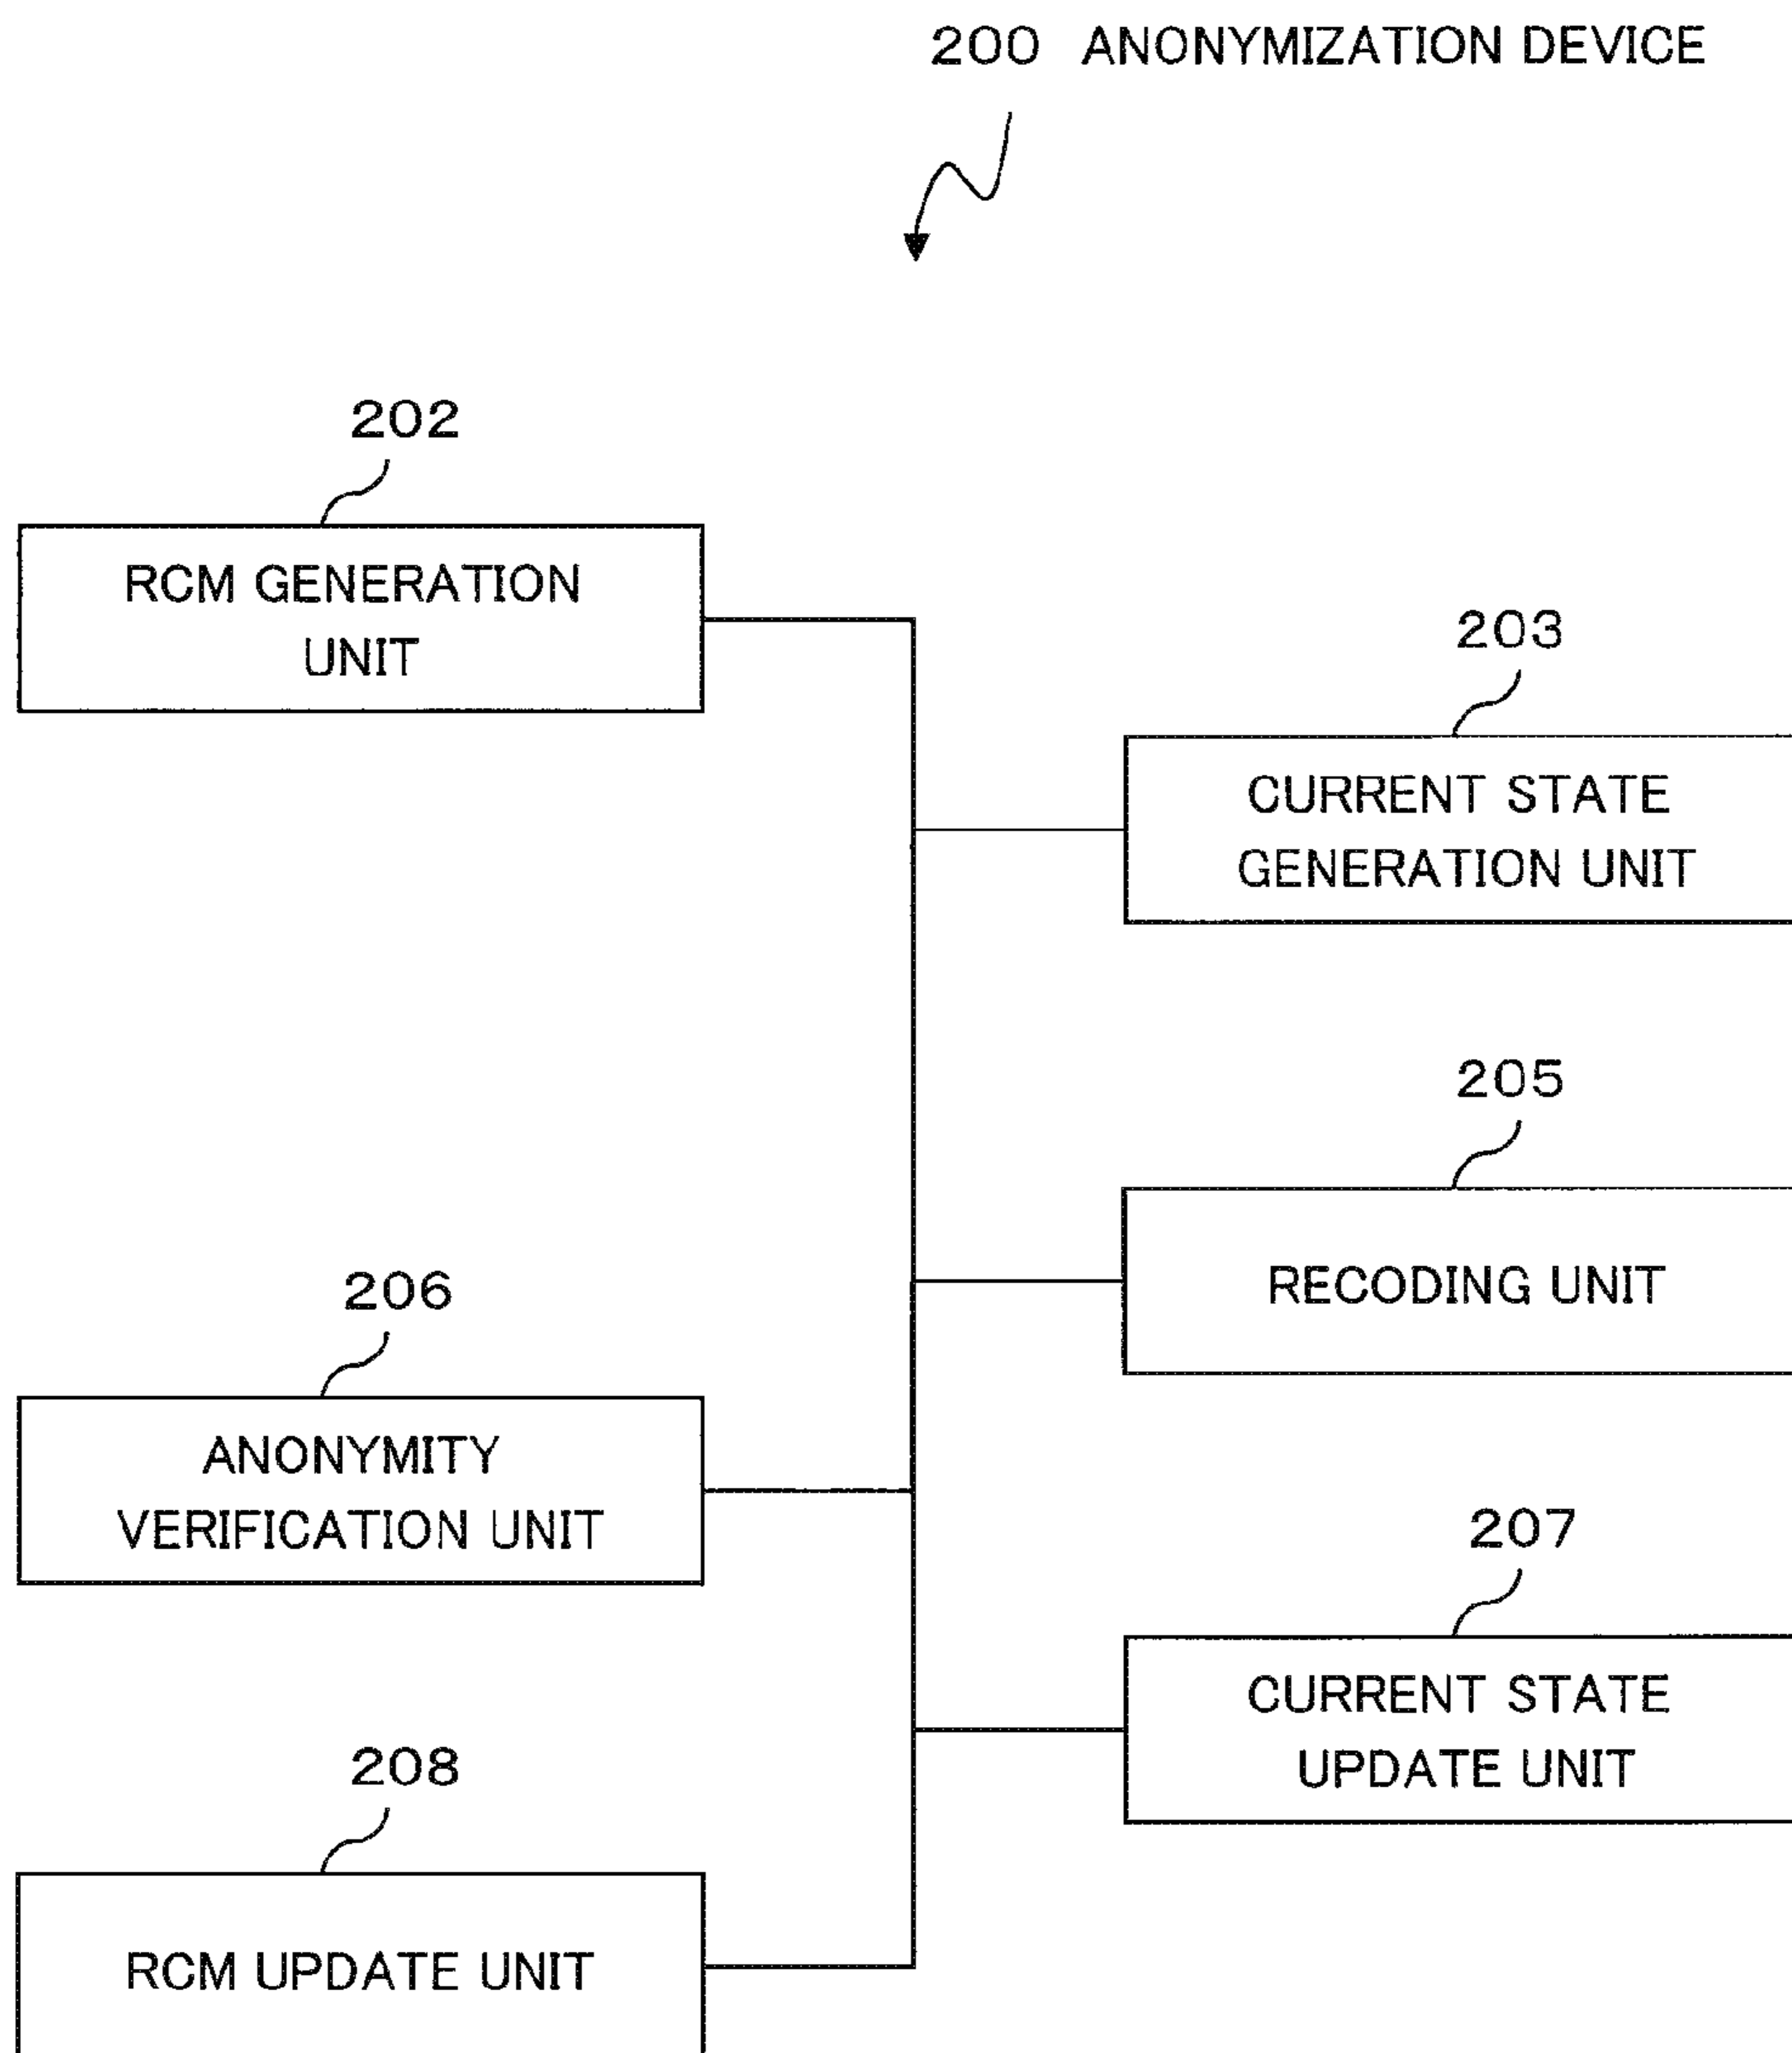 200 ANONYMIZATION DEVICE
202
RCM GENERATION
UNIT
203
CURRENT STATE
GENERATION UNIT
205
RECODING UNIT
206
ANONYMITY
VERIFICATION UNIT
207
CURRENT STATE
UPDATE UNIT
208
RCM UPDATE UNIT